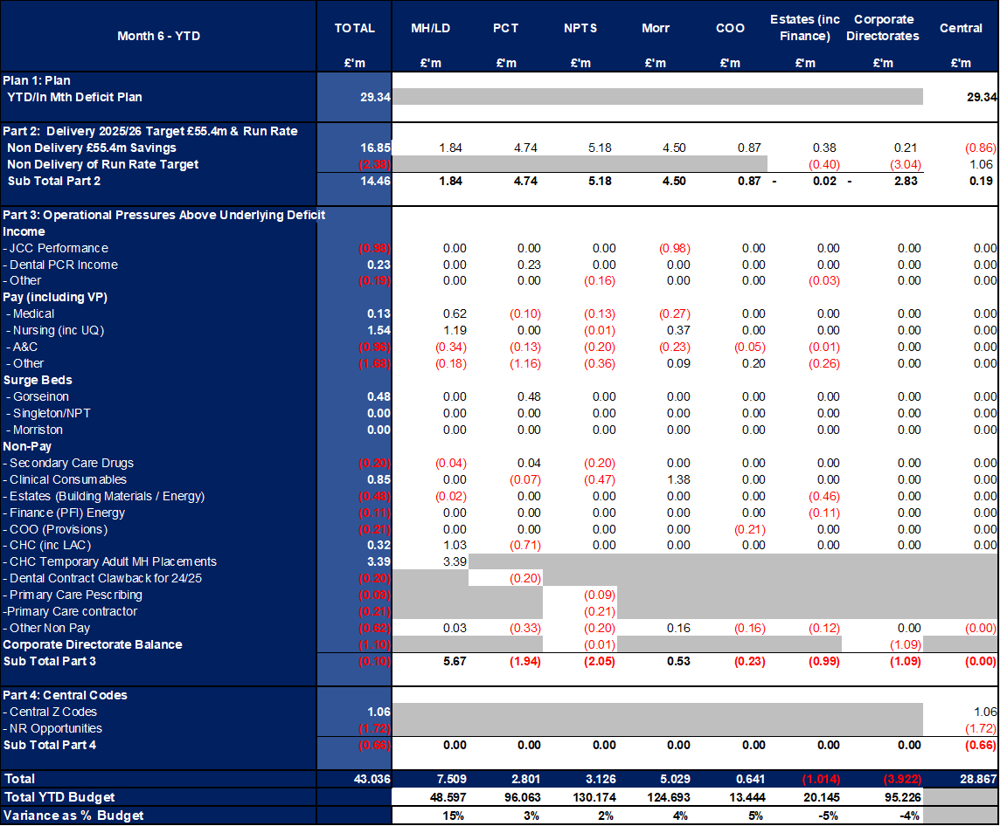 Month 6 - YTD TOTAL MH/LD PCT NPTS Morr COO Estates (inc Finance) Corporate Directorates Central
£'m £'m £'m £'m £'m £'m £'m £'m £'m
Plan 1: Plan
YTD/In Mth Deficit Plan 29.34 29.34
Part 2:  Delivery 2025/26 Target £55.4m & Run Rate
Non Delivery £55.4m Savings 16.85 1.84 4.74 5.18 4.50 0.87 0.38 0.21 (0.86)
Non Delivery of Run Rate Target (2.38) (0.40) (3.04) 1.06
Sub Total Part 2 14.46 1.84 4.74 5.18 4.50 0.87 - 0.02 - 2.83 0.19
Part 3: Operational Pressures Above Underlying Deficit
Income
- JCC Performance (0.98) 0.00 0.00 0.00 (0.98) 0.00 0.00 0.00 0.00
- Dental PCR Income 0.23 0.00 0.23 0.00 0.00 0.00 0.00 0.00 0.00
- Other (0.19) 0.00 0.00 (0.16) 0.00 0.00 (0.03) 0.00 0.00
Pay (including VP)
- Medical 0.13 0.62 (0.10) (0.13) (0.27) 0.00 0.00 0.00 0.00
- Nursing (inc UQ) 1.54 1.19 0.00 (0.01) 0.37 0.00 0.00 0.00 0.00
- A&C (0.96) (0.34) (0.13) (0.20) (0.23) (0.05) (0.01) 0.00 0.00
- Other (1.68) (0.18) (1.16) (0.36) 0.09 0.20 (0.26) 0.00 0.00
Surge Beds
- Gorseinon 0.48 0.00 0.48 0.00 0.00 0.00 0.00 0.00 0.00
- Singleton/NPT 0.00 0.00 0.00 0.00 0.00 0.00 0.00 0.00 0.00
- Morriston 0.00 0.00 0.00 0.00 0.00 0.00 0.00 0.00 0.00
Non-Pay
- Secondary Care Drugs (0.20) (0.04) 0.04 (0.20) 0.00 0.00 0.00 0.00 0.00
- Clinical Consumables 0.85 0.00 (0.07) (0.47) 1.38 0.00 0.00 0.00 0.00
- Estates (Building Materials / Energy) (0.48) (0.02) 0.00 0.00 0.00 0.00 (0.46) 0.00 0.00
- Finance (PFI) Energy (0.11) 0.00 0.00 0.00 0.00 0.00 (0.11) 0.00 0.00
- COO (Provisions) (0.21) 0.00 0.00 0.00 0.00 (0.21) 0.00 0.00 0.00
- CHC (inc LAC) 0.32 1.03 (0.71) 0.00 0.00 0.00 0.00 0.00 0.00
- CHC Temporary Adult MH Placements 3.39 3.39
- Dental Contract Clawback for 24/25 (0.20) (0.20)
- Primary Care Pescribing (0.09) (0.09)
-Primary Care contractor (0.21) (0.21)
- Other Non Pay (0.62) 0.03 (0.33) (0.20) 0.16 (0.16) (0.12) 0.00 (0.00)
Corporate Directorate Balance (1.10) (0.01) (1.09)
Sub Total Part 3 (0.10) 5.67 (1.94) (2.05) 0.53 (0.23) (0.99) (1.09) (0.00)
Part 4: Central Codes
- Central Z Codes 1.06 1.06
- NR Opportunities (1.72) (1.72)
Sub Total Part 4 (0.66) 0.00 0.00 0.00 0.00 0.00 0.00 0.00 (0.66)
Total 43.036 7.509 2.801 3.126 5.029 0.641 (1.014) (3.922) 28.867
Total YTD Budget 48.597 96.063 130.174 124.693 13.444 20.145 95.226
Variance as % Budget 15% 3% 2% 4% 5% -5% -4%